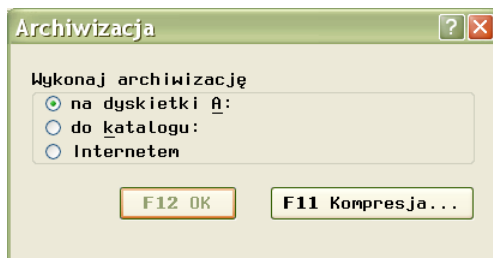 Archiwizacja
Wykonaj archiwizację
na dyskietki A:
do katalogu:
Internetem
F12 OK
F11 Kompresja...